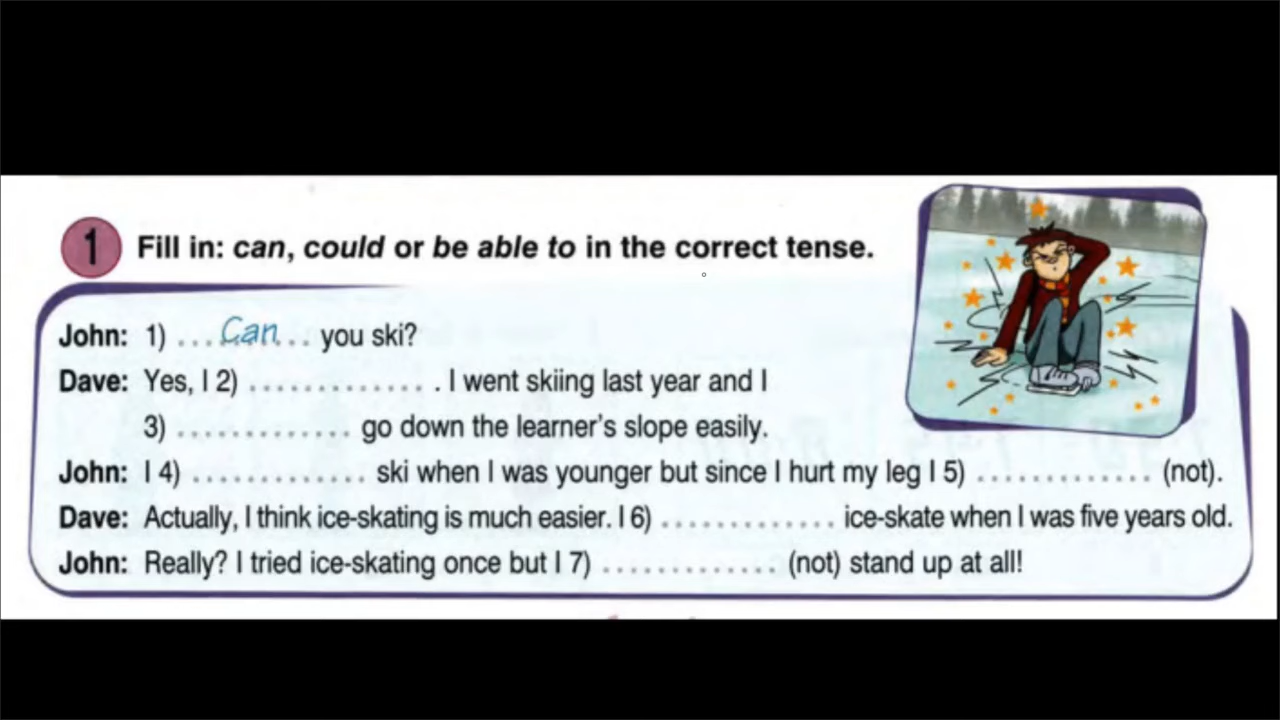 1 Fill in: can, could or be able to in the correct tense.
John: 1) ....Can.... you ski?
Dave: Yes, I 2) .............. . I went skiing last year and I
3) ............. go down the learner's slope easily.
John: I 4) ............. ski when I was younger but since I hurt my leg I 5) ............. (not).
Dave: Actually, I think ice-skating is much easier. I 6) ............. ice-skate when I was five years old.
John: Really? I tried ice-skating once but I 7) ............. (not) stand up at all!